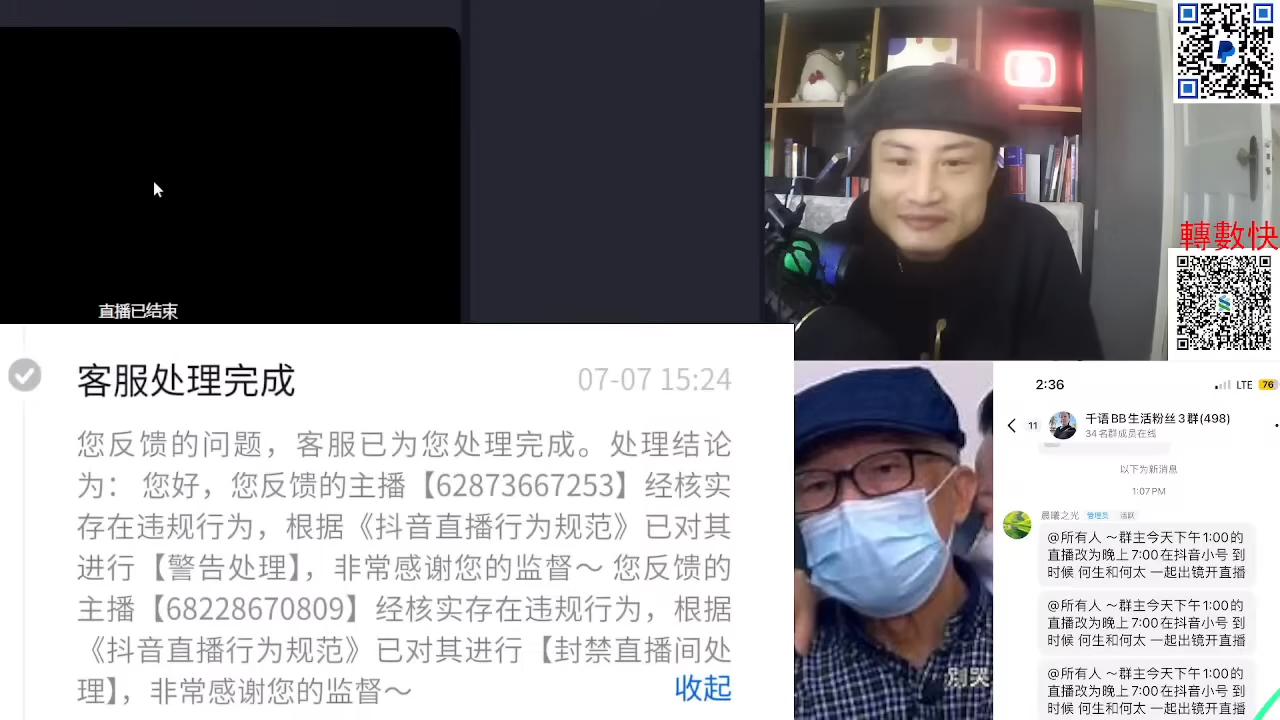 直播已结束
轉數快
客服处理完成
07-07 15:24
您反馈的问题，客服已为您处理完成。处理结论
为： 您好，您反馈的主播【62873667253】经核实
存在违规行为，根据《抖音直播行为规范》已对其
进行【警告处理】，非常感谢您的监督～ 您反馈的
主播【68228670809】经核实存在违规行为，根据
《抖音直播行为规范》已对其进行【封禁直播间处
理】，非常感谢您的监督～
收起
別哭
2:36
LTE 76
11
千语BB生活粉丝3群(498)
34名群成员在线
以下为新消息
1:07PM
晨曦之光 管理员 活跃
@所有人 ～群主今天下午1:00的
直播改为晚上7:00在抖音小号 到
时候 何生和何太 一起出镜开直播
@所有人 ～群主今天下午1:00的
直播改为晚上7:00在抖音小号 到
时候 何生和何太 一起出镜开直播
@所有人 ～群主今天下午1:00的
直播改为晚上7:00在抖音小号 到
时候 何生和何太 一起出镜开直播